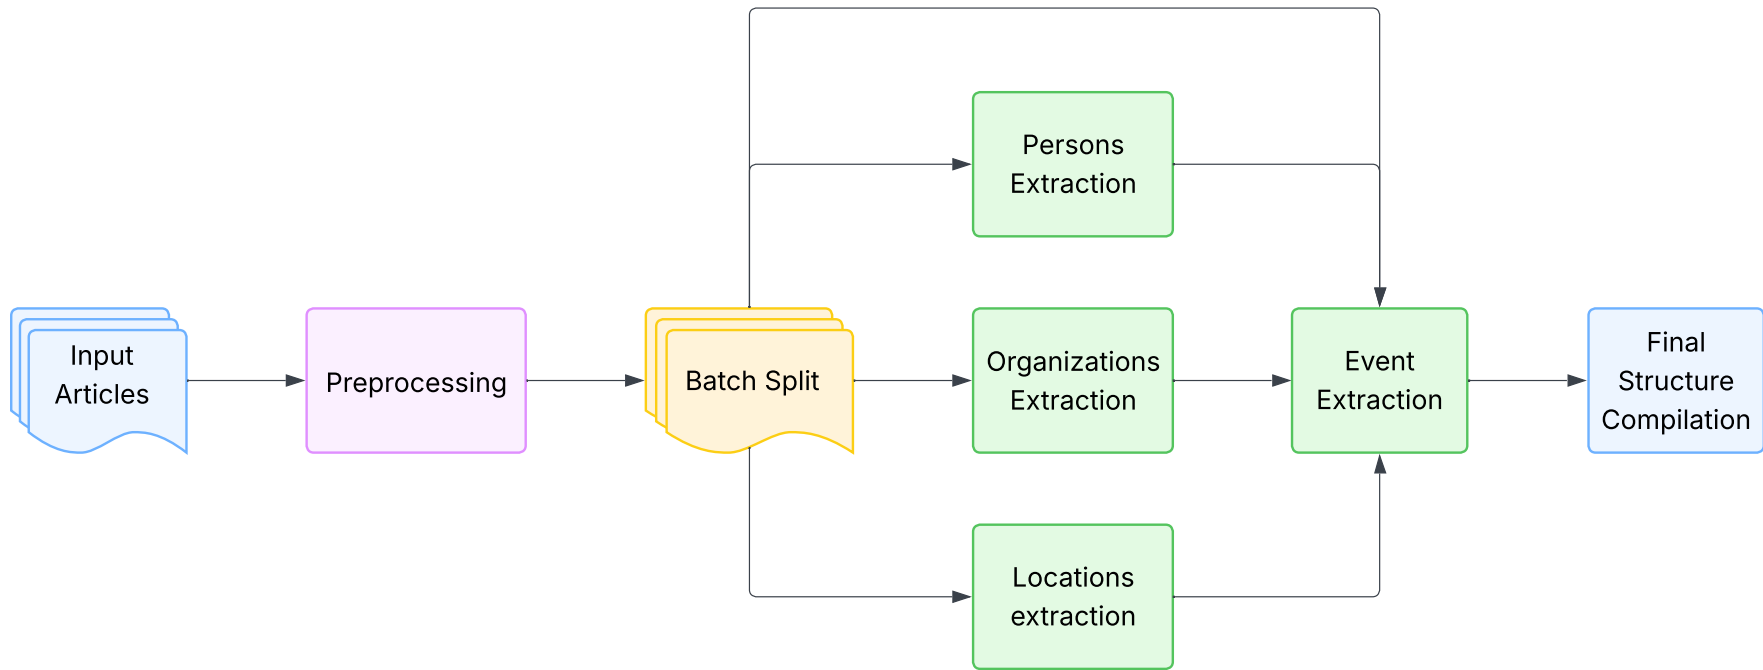 Input
Articles
Preprocessing
Batch Split
Persons
Extraction
Organizations
Extraction
Locations
extraction
Event
Extraction
Final
Structure
Compilation